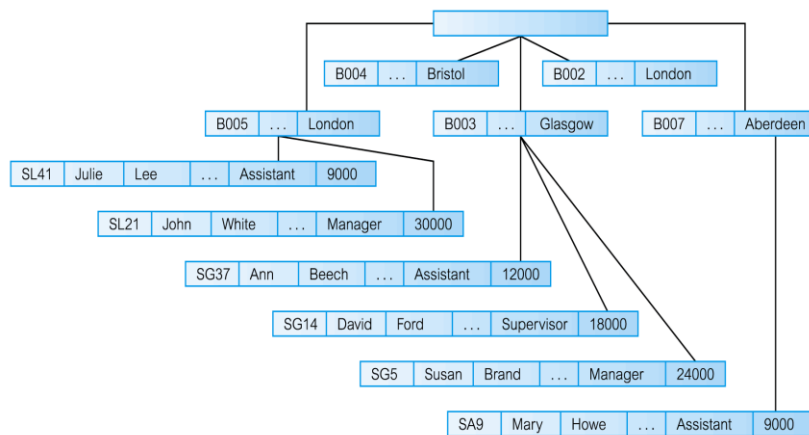 B004 ... Bristol
B002 ... London
B005 ... London
B003 ... Glasgow
B007 ... Aberdeen
SL41 Julie Lee ... Assistant 9000
SL21 John White ... Manager 30000
SG37 Ann Beech ... Assistant 12000
SG14 David Ford ... Supervisor 18000
SG5 Susan Brand ... Manager 24000
SA9 Mary Howe ... Assistant 9000